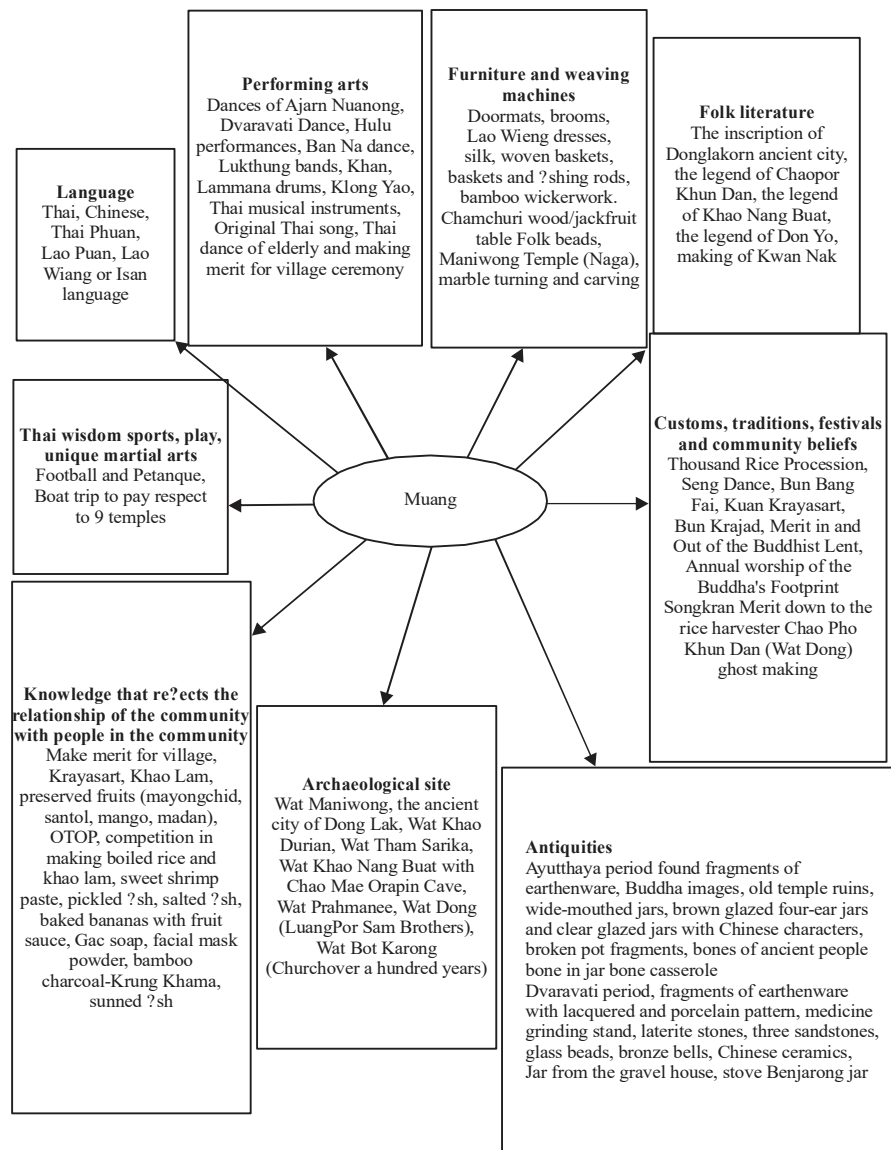 Language
Thai, Chinese,
Thai Phuan,
Lao Puan, Lao
Wiang or Isan
language
Performing arts
Dances of Ajarn Nuanong,
Dvaravati Dance, Hulu
performances, Ban Na dance,
Lukthung bands, Khan,
Lammana drums, Klong Yao,
Thai musical instruments,
Original Thai song, Thai
dance of elderly and making
merit for village ceremony
Furniture and weaving
machines
Doormats, brooms,
Lao Wieng dresses,
silk, woven baskets,
baskets and ?shing rods,
bamboo wickerwork.
Chamchuri wood/jackfruit
table Folk beads,
Maniwong Temple (Naga),
marble turning and carving
Folk literature
The inscription of
Donglakorn ancient city,
the legend of Chaopor
Khun Dan, the legend
of Khao Nang Buat,
the legend of Don Yo,
making of Kwan Nak
Thai wisdom sports, play,
unique martial arts
Football and Petanque,
Boat trip to pay respect
to 9 temples
Muang
Customs, traditions, festivals
and community beliefs
Thousand Rice Procession,
Seng Dance, Bun Bang
Fai, Kuan Krayasart,
Bun Krajad, Merit in and
Out of the Buddhist Lent,
Annual worship of the
Buddha's Footprint
Songkran Merit down to the
rice harvester Chao Pho
Khun Dan (Wat Dong)
ghost making
Knowledge that re?ects the
relationship of the community
with people in the community
Make merit for village,
Krayasart, Khao Lam,
preserved fruits (mayongchid,
santol, mango, madan),
OTOP, competition in
making boiled rice and
khao lam, sweet shrimp
paste, pickled ?sh, salted ?sh,
baked bananas with fruit
sauce, Gac soap, facial mask
powder, bamboo
charcoal-Krung Khama,
sunned ?sh
Archaeological site
Wat Maniwong, the ancient
city of Dong Lak, Wat Khao
Durian, Wat Tham Sarika,
Wat Khao Nang Buat with
Chao Mae Orapin Cave,
Wat Prahmanee, Wat Dong
(LuangPor Sam Brothers),
Wat Bot Karong
(Churchover a hundred years)
Antiquities
Ayutthaya period found fragments of
earthenware, Buddha images, old temple ruins,
wide-mouthed jars, brown glazed four-ear jars
and clear glazed jars with Chinese characters,
broken pot fragments, bones of ancient people
bone in jar bone casserole
Dvaravati period, fragments of earthenware
with lacquered and porcelain pattern, medicine
grinding stand, laterite stones, three sandstones,
glass beads, bronze bells, Chinese ceramics,
Jar from the gravel house, stove Benjarong jar